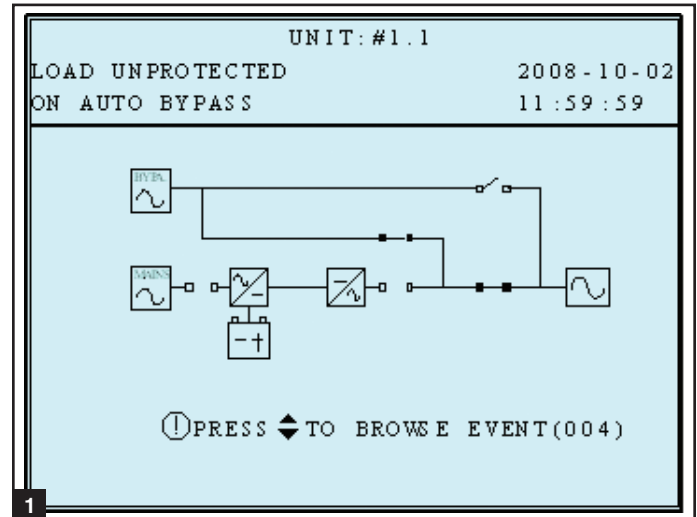 UNIT:#1.1
LOAD UNPROTECTED 2008-10-02
ON AUTO BYPASS 11:59:59
BYPA.
MAINS
PRESS TO BROWSE EVENT(004)
1